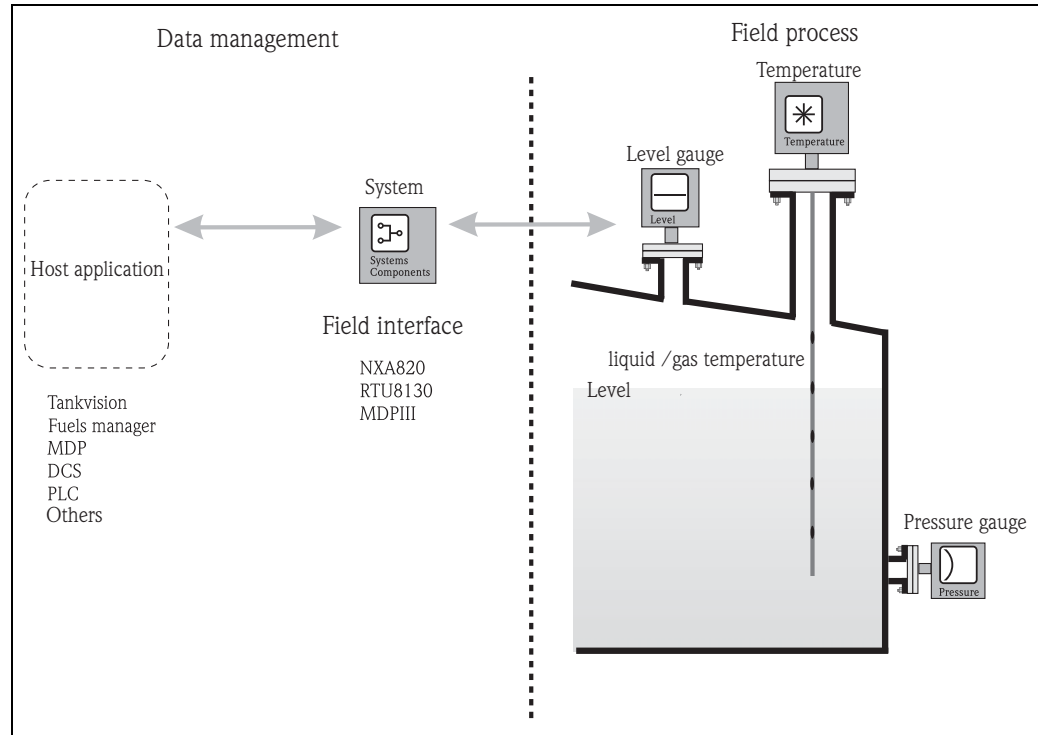 Data management
Field process
Temperature
Temperature
Level gauge
Level
System
Systems
Components
Host application
Field interface
NXA820
RTU8130
MDPIII
Tankvision
Fuels manager
MDP
DCS
PLC
Others
liquid /gas temperature
Level
Pressure gauge
Pressure